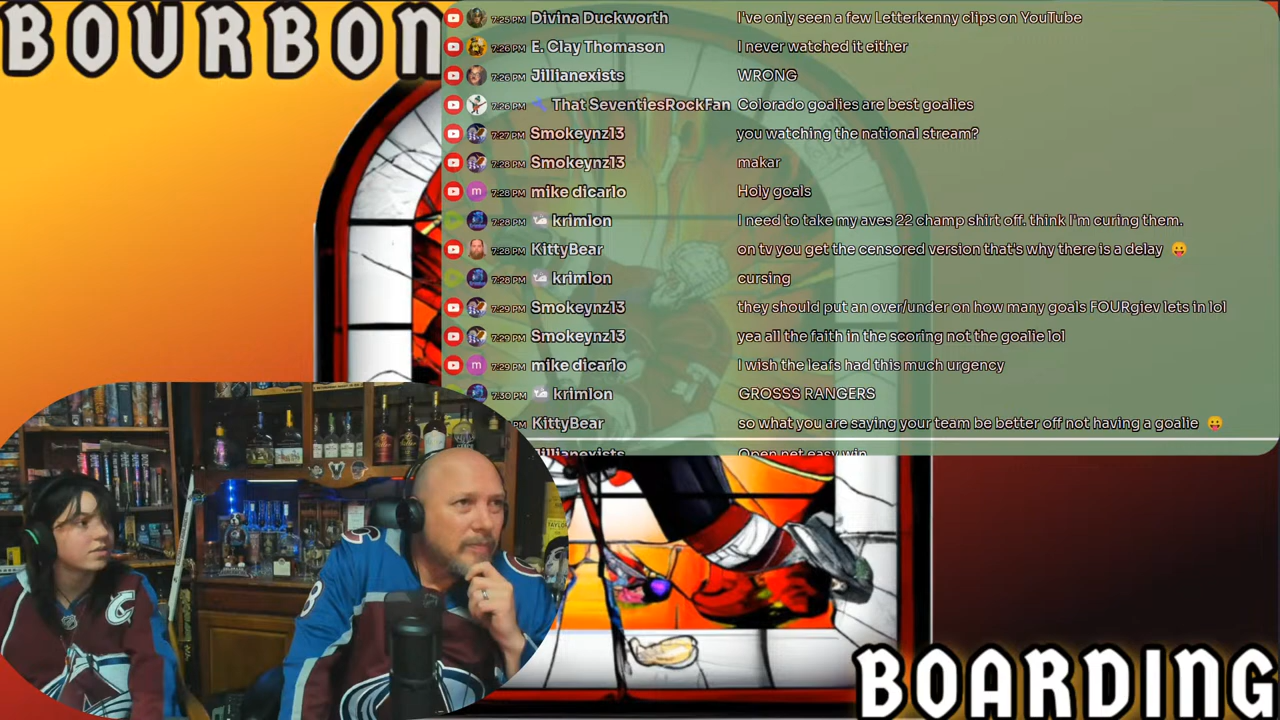 BOURBON
7:25 PM Divina Duckworth I've only seen a few Letterkenny clips on YouTube
7:26 PM E. Clay Thomason I never watched it either
7:26 PM Jillianexists WRONG
7:26 PM That SeventiesRockFan Colorado goalies are best goalies
7:27 PM Smokeynz13 you watching the national stream?
7:28 PM Smokeynz13 makar
m 7:28 PM mike dicarlo Holy goals
7:28 PM krimlon I need to take my aves 22 champ shirt off. think I'm curing them.
7:28 PM KittyBear on tv you get the censored version that's why there is a delay 😛
7:28 PM krimlon cursing
7:29 PM Smokeynz13 they should put an over/under on how many goals FOURgiev lets in lol
7:29 PM Smokeynz13 yea all the faith in the scoring not the goalie lol
m 7:29 PM mike dicarlo I wish the leafs had this much urgency
7:30 PM krimlon GROSSS RANGERS
PM KittyBear so what you are saying your team be better off not having a goalie 😛
Jillianexists Open net easy win
C
8
BOARDING